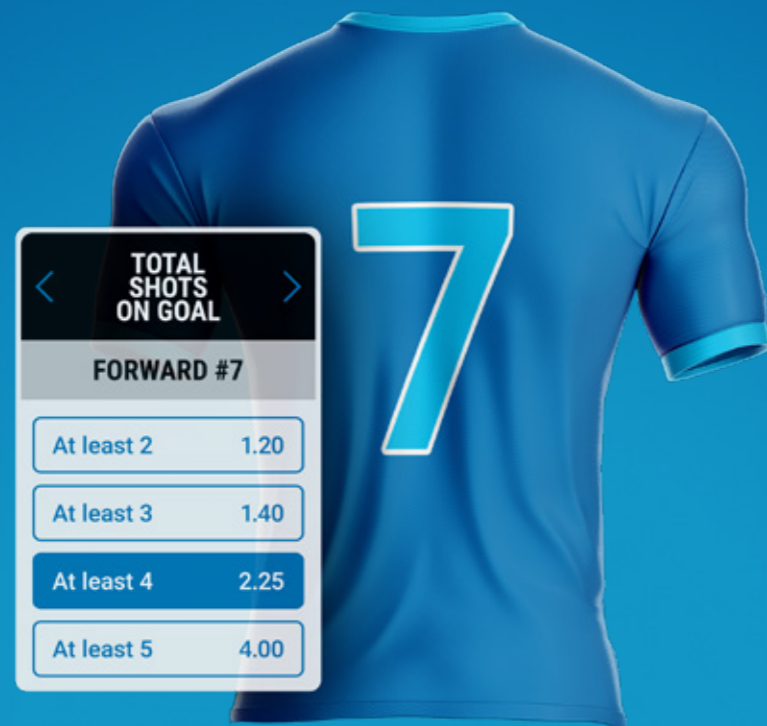 TOTAL
SHOTS
ON GOAL
FORWARD #7
At least 2 1.20
At least 3 1.40
At least 4 2.25
At least 5 4.00
7